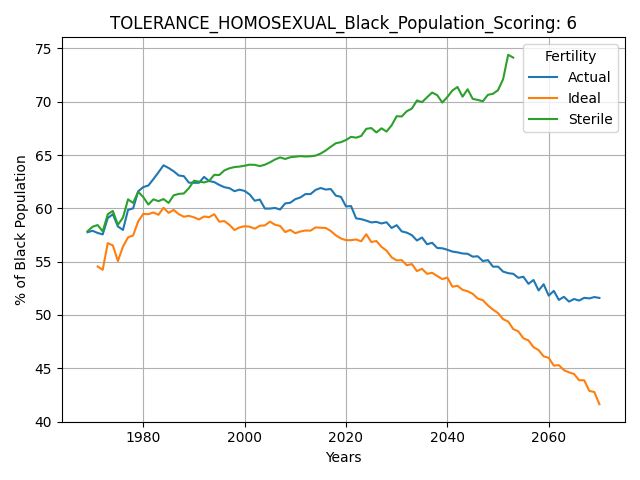 TOLERANCE_HOMOSEXUAL_Black_Population_Scoring: 6
% of Black Population
75
70
65
60
55
50
45
40
1980
2000
2020
2040
2060
Years
Fertility
Actual
Ideal
Sterile